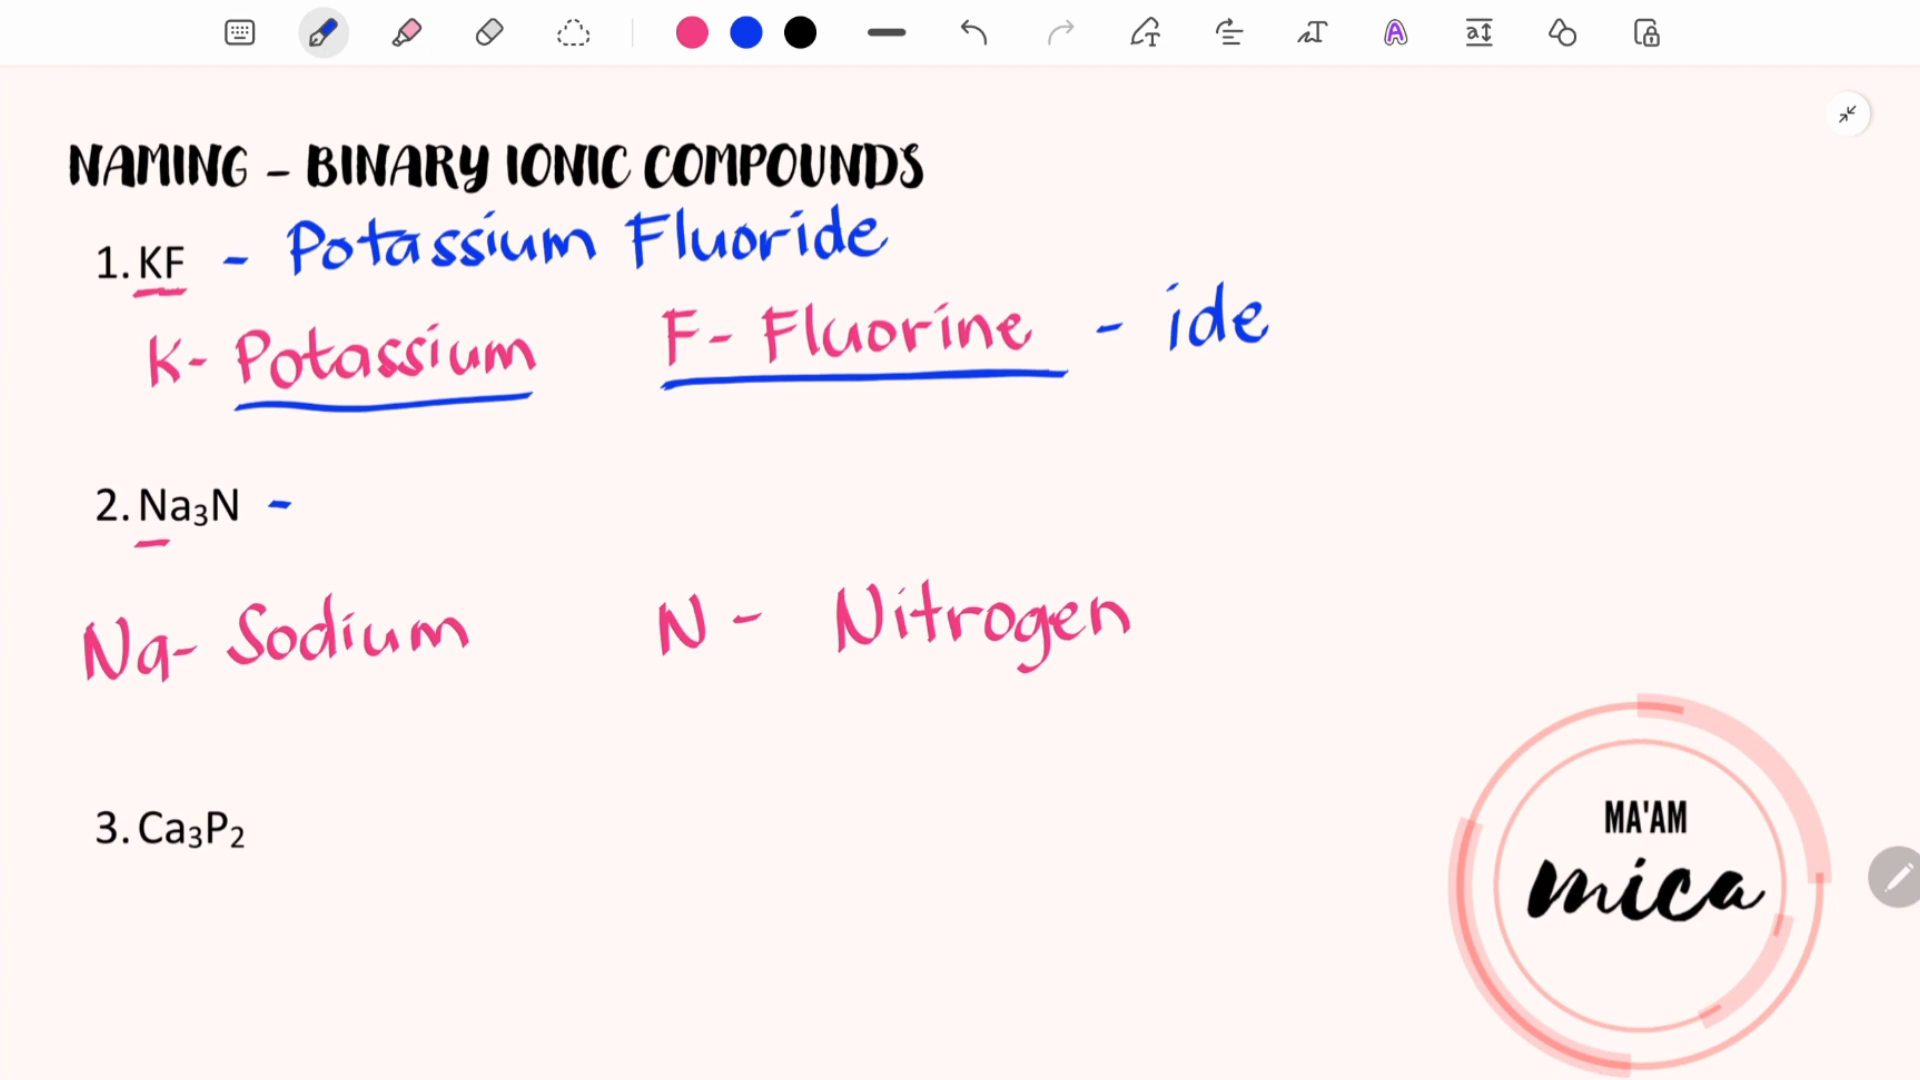 NAMING - BINARY IONIC COMPOUNDS
1. KF - Potassium Fluoride
K- Potassium F- Fluorine - ide
2. Na₃N -
Na- Sodium N - Nitrogen
3. Ca₃P₂
MA'AM
mica